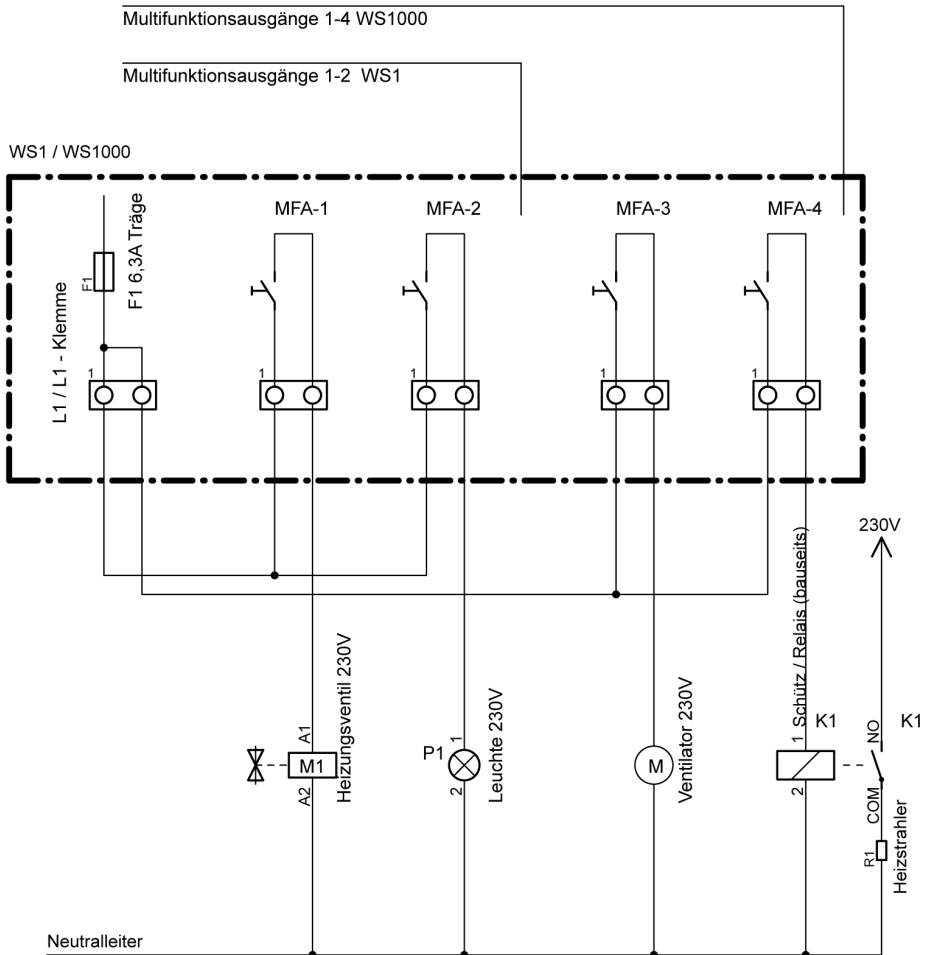 Multifunktionsausgänge 1-4 WS1000
Multifunktionsausgänge 1-2 WS1
WS1 / WS1000
MFA-1
MFA-2
MFA-3
MFA-4
F1
F1 6,3A Träge
L1 / L1 - Klemme
1
1
1
1
1
230V
Schütz / Relais (bauseits)
A1
M1
A2
Heizungsventil 230V
1
P1
2
Leuchte 230V
M
Ventilator 230V
1
K1
2
NO
K1
COM
R1
Heizstrahler
Neutralleiter